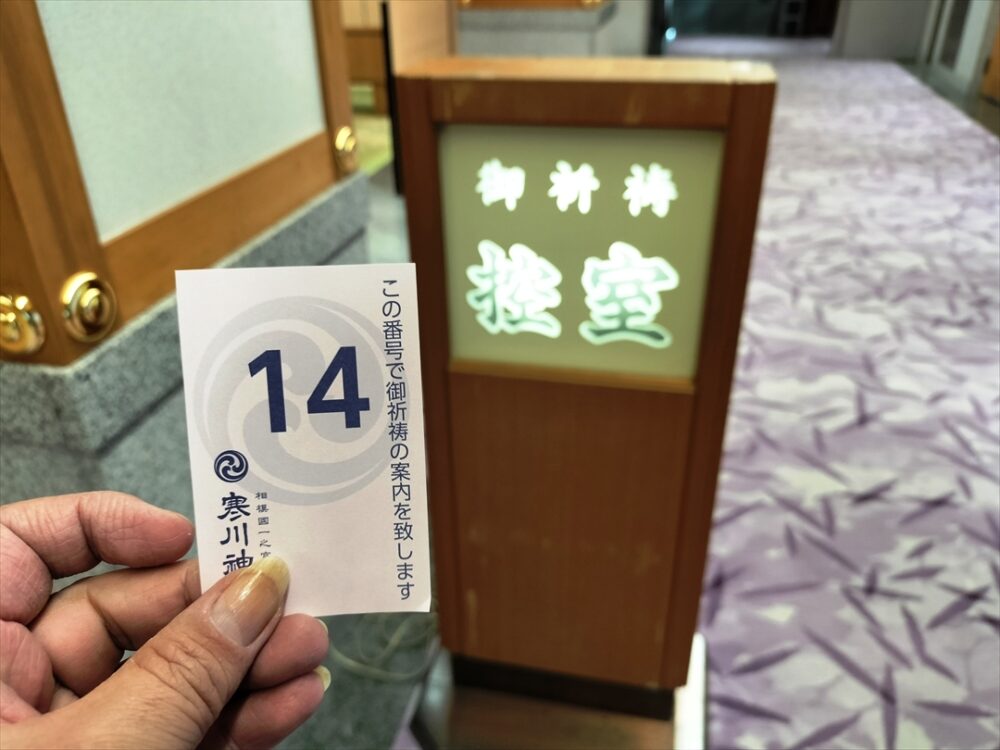 御祈祷
控室
この番号で御祈祷の案内を致します
14
相模國一之宮
寒川神